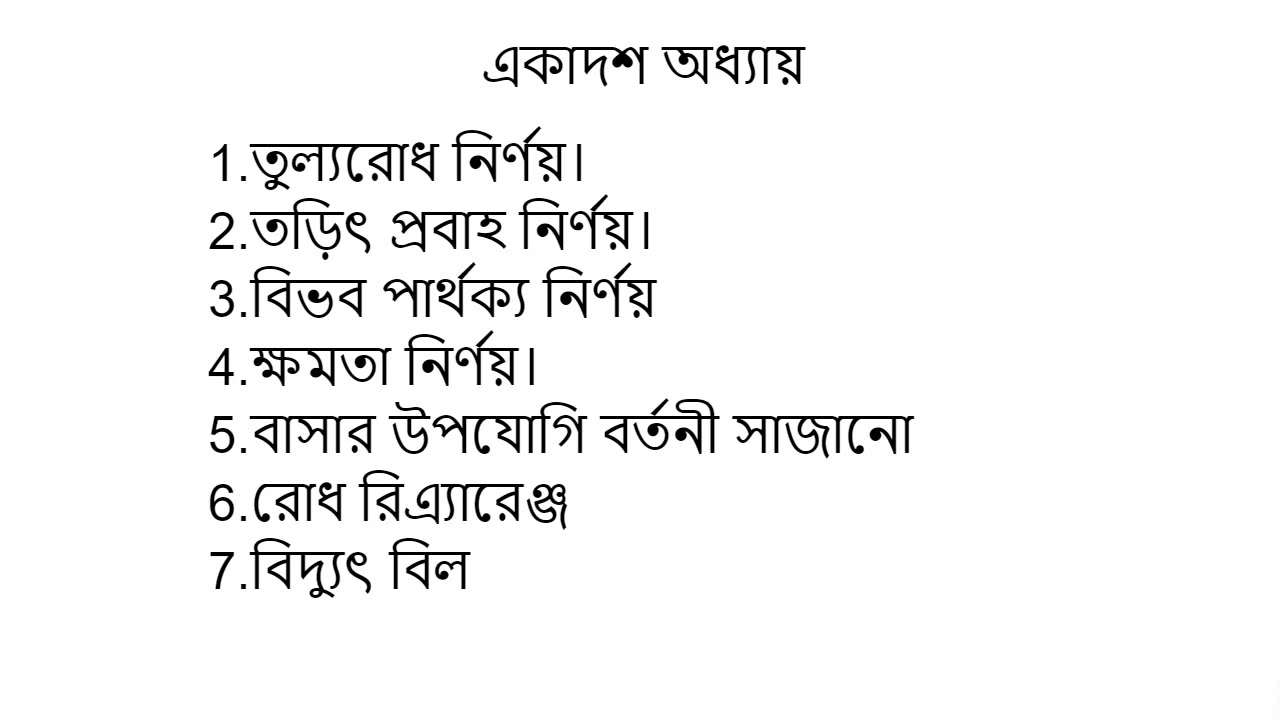 একাদশ অধ্যায়
1.তুল্যরোধ নির্ণয়।
2.তড়িৎ প্রবাহ নির্ণয়।
3.বিভব পার্থক্য নির্ণয়
4.ক্ষমতা নির্ণয়।
5.বাসার উপযোগি বর্তনী সাজানো
6.রোধ রিএ্যারেঞ্জ
7.বিদ্যুৎ বিল